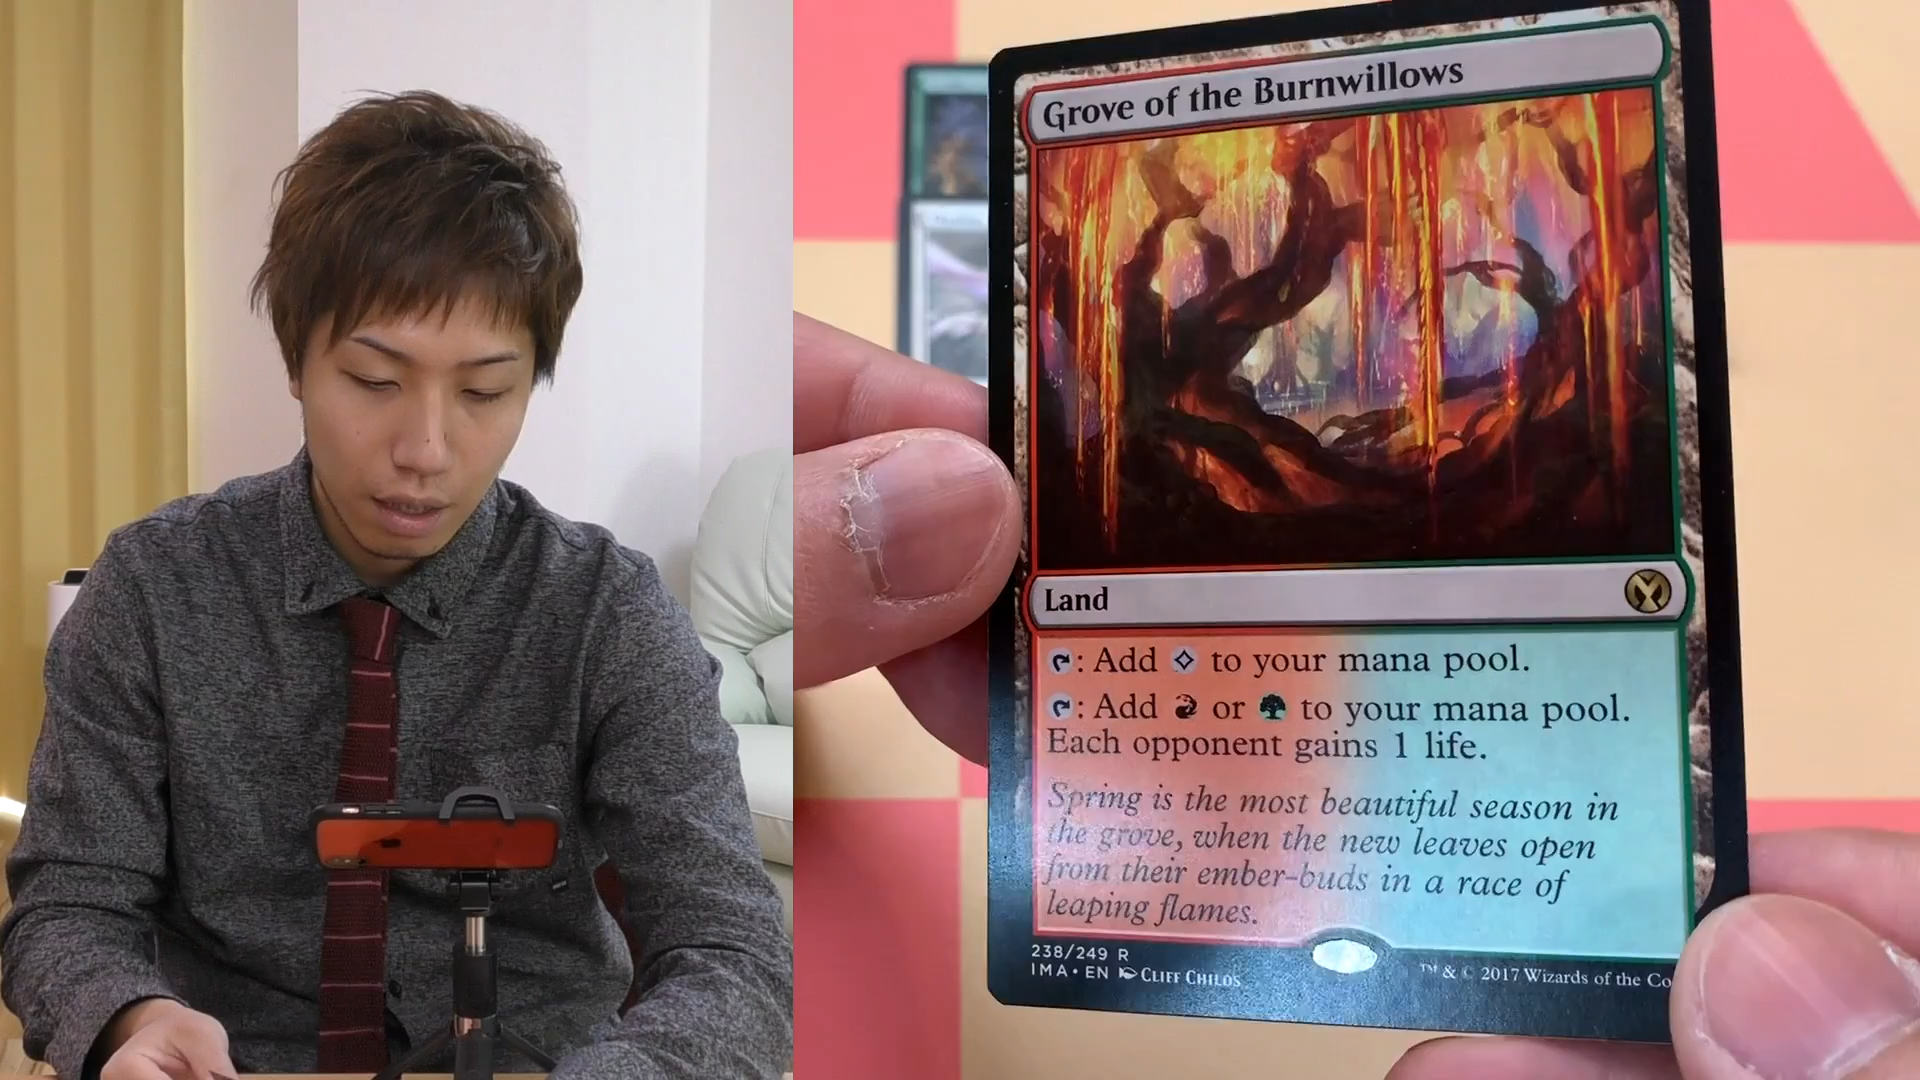 Grove of the Burnwillows
Land
: Add to your mana pool.
: Add or to your mana pool.
Each opponent gains 1 life.
Spring is the most beautiful season in
the grove, when the new leaves open
from their ember-buds in a race of
leaping flames.
238/249 R
IMA • EN Cliff Childs
™ & © 2017 Wizards of the Co